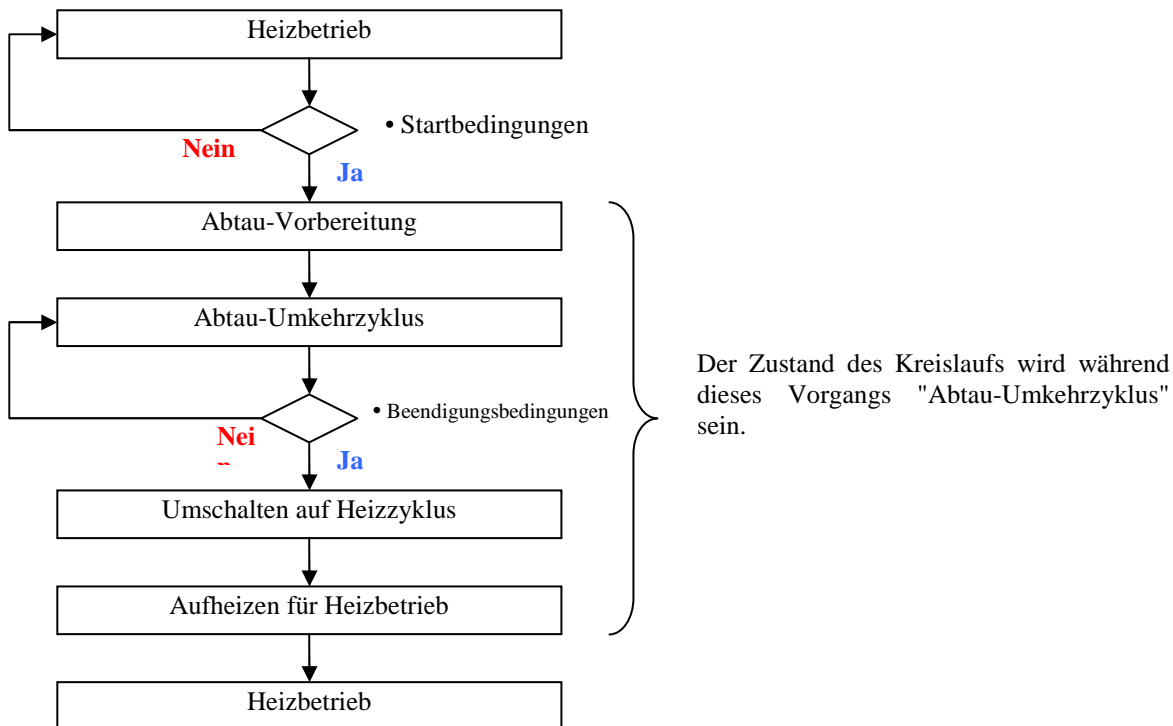 Heizbetrieb
• Startbedingungen
Nein
Ja
Abtau-Vorbereitung
Abtau-Umkehrzyklus
• Beendigungsbedingungen
Nei
Ja
Umschalten auf Heizzyklus
Aufheizen für Heizbetrieb
Heizbetrieb
Der Zustand des Kreislaufs wird während
dieses Vorgangs "Abtau-Umkehrzyklus"
sein.